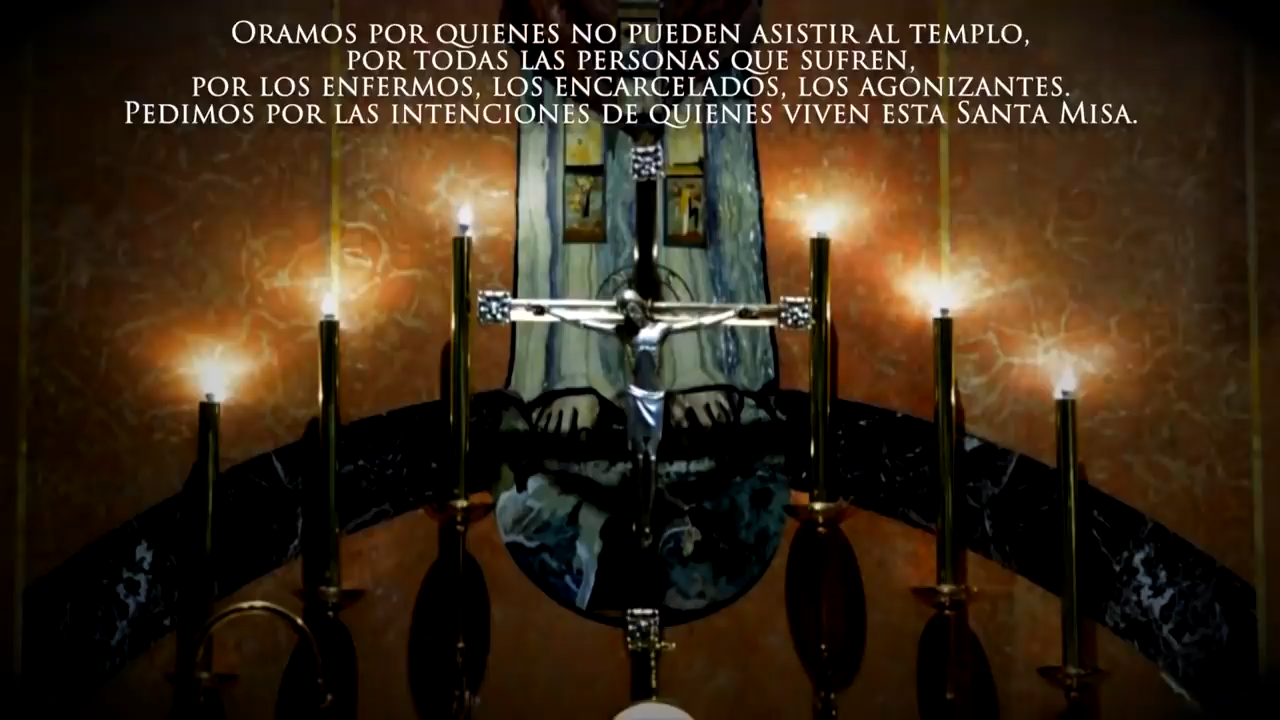 Oramos por quienes no pueden asistir al templo,
por todas las personas que sufren,
por los enfermos, los encarcelados, los agonizantes.
Pedimos por las intenciones de quienes viven esta Santa Misa.